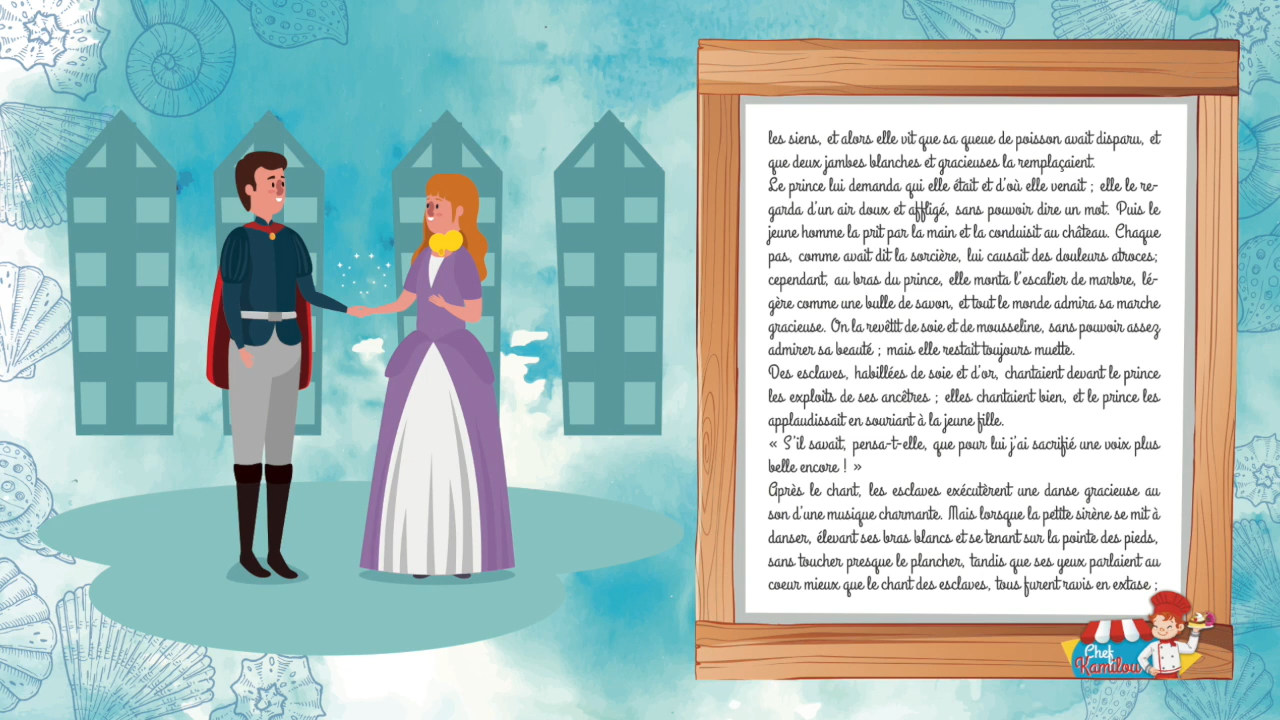 les siens, et alors elle vit que sa queue de poisson avait disparu, et
que deux jambes blanches et gracieuses la remplaçaient.
Le prince lui demanda qui elle était et d'où elle venait ; elle le re-
garda d'un air doux et affligé, sans pouvoir dire un mot. Puis le
jeune homme la prit par la main et la conduisit au château. Chaque
pas, comme avait dit la sorcière, lui causait des douleurs atroces;
cependant, au bras du prince, elle monta l'escalier de marbre, lé-
gère comme une bulle de savon, et tout le monde admira sa marche
gracieuse. On la revêtit de soie et de mousseline, sans pouvoir assez
admirer sa beauté ; mais elle restait toujours muette.
Des esclaves, habillées de soie et d'or, chantaient devant le prince
les exploits de ses ancêtres ; elles chantaient bien, et le prince les
applaudissait en souriant à la jeune fille.
« S'il savait, pensa-t-elle, que pour lui j'ai sacrifié une voix plus
belle encore ! »
Après le chant, les esclaves exécutèrent une danse gracieuse au
son d'une musique charmante. Mais lorsque la petite sirène se mit à
danser, élevant ses bras blancs et se tenant sur la pointe des pieds,
sans toucher presque le plancher, tandis que ses yeux parlaient au
coeur mieux que le chant des esclaves, tous furent ravis en extase ;
Chef
Kamilou